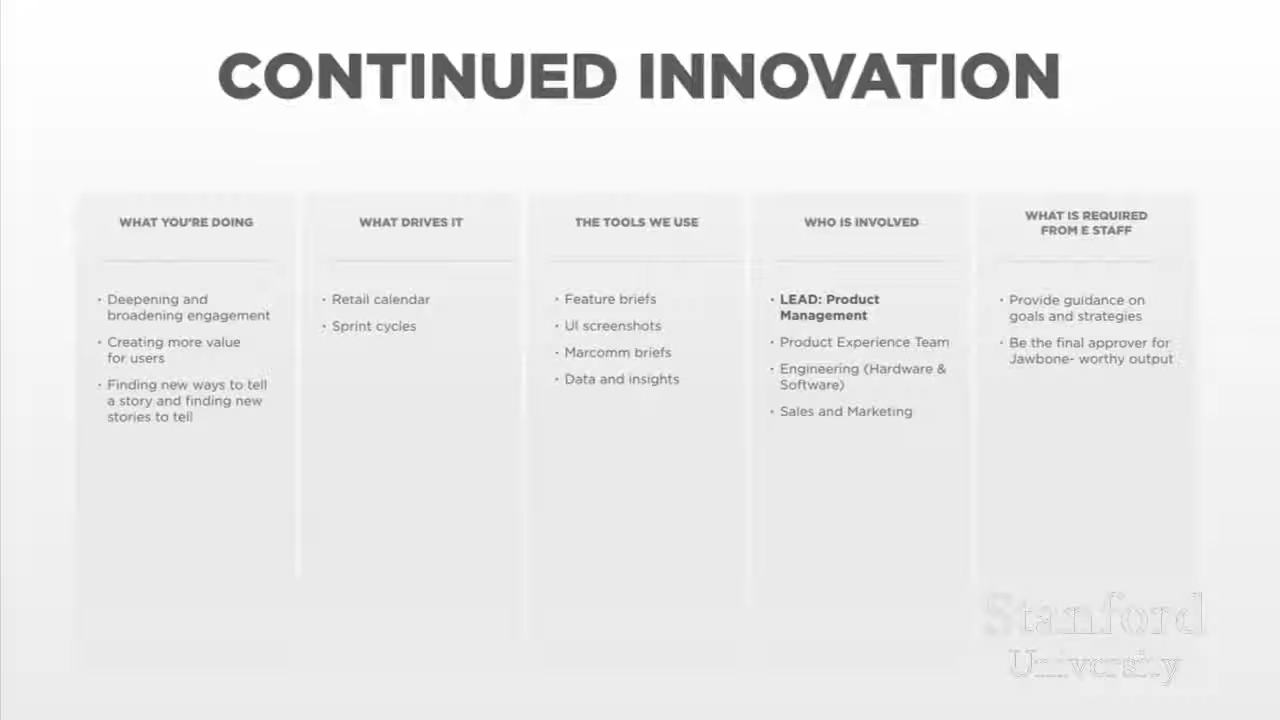 CONTINUED INNOVATION
WHAT YOU'RE DOING
· Deepening and
broadening engagement
· Creating more value
for users
· Finding new ways to tell
a story and finding new
stories to tell
WHAT DRIVES IT
· Retail calendar
· Sprint cycles
THE TOOLS WE USE
· Feature briefs
· UI screenshots
· Marcomm briefs
· Data and insights
WHO IS INVOLVED
· LEAD: Product
Management
· Product Experience Team
· Engineering (Hardware &
Software)
· Sales and Marketing
WHAT IS REQUIRED
FROM E STAFF
· Provide guidance on
goals and strategies
· Be the final approver for
Jawbone- worthy output
Stanford
University